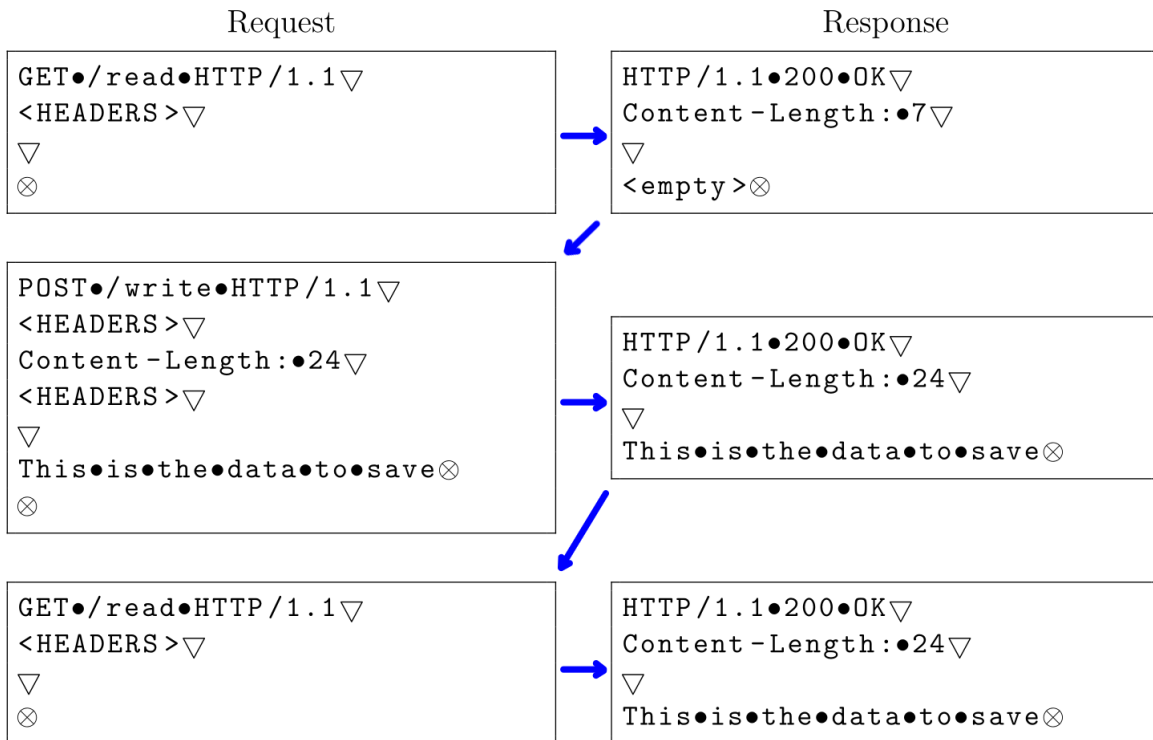 Request
Response
GET●/read●HTTP/1.1▽
<HEADERS>▽
▽
⊗
HTTP/1.1●200●OK▽
Content-Length:●7▽
▽
<empty>⊗
POST●/write●HTTP/1.1▽
<HEADERS>▽
Content-Length:●24▽
<HEADERS>▽
▽
This●is●the●data●to●save⊗
⊗
HTTP/1.1●200●OK▽
Content-Length:●24▽
▽
This●is●the●data●to●save⊗
GET●/read●HTTP/1.1▽
<HEADERS>▽
▽
⊗
HTTP/1.1●200●OK▽
Content-Length:●24▽
▽
This●is●the●data●to●save⊗